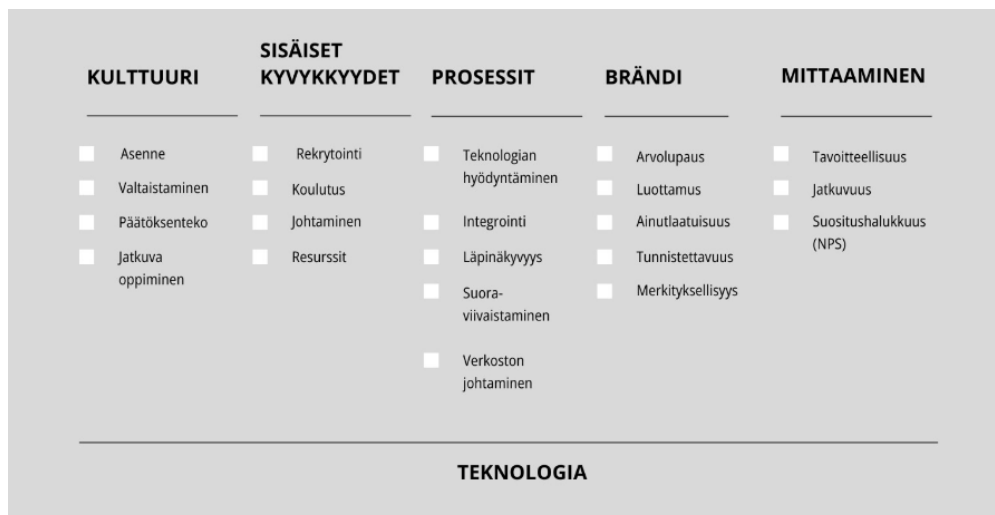 KULTTUURI
Asenne
Valtaistaminen
Päätöksenteko
Jatkuva
oppiminen
SISÄISET
KYVYKKYYDET
Rekrytointi
Koulutus
Johtaminen
Resurssit
PROSESSIT
Teknologian
hyödyntäminen
Integrointi
Läpinäkyvyys
Suora-
viivaistaminen
Verkoston
johtaminen
BRÄNDI
Arvolupaus
Luottamus
Ainutlaatuisuus
Tunnistettavuus
Merkityksellisyys
MITTAAMINEN
Tavoitteellisuus
Jatkuvuus
Suositushalukkuus
(NPS)
TEKNOLOGIA